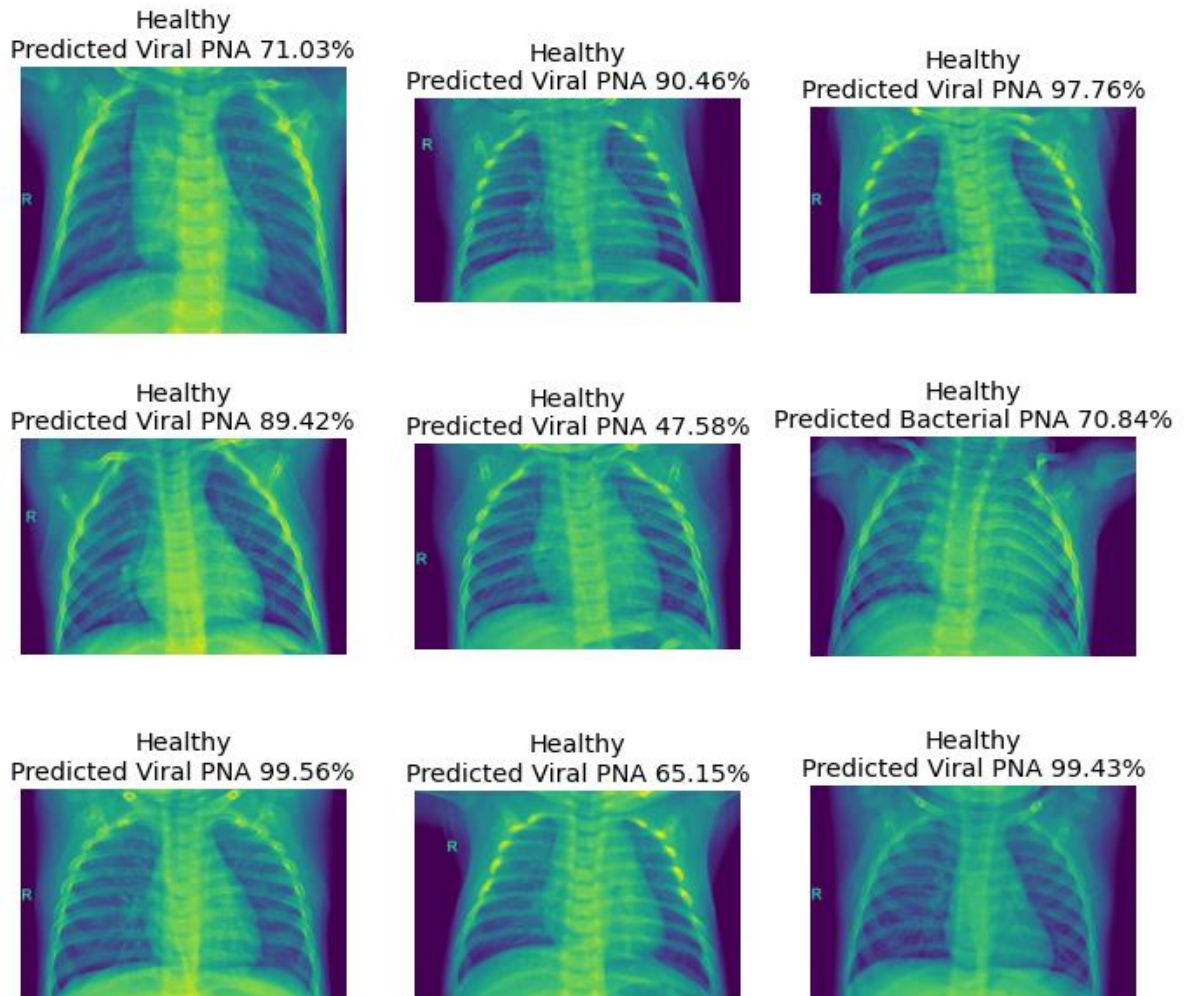 Healthy
Predicted Viral PNA 71.03%
Healthy
Predicted Viral PNA 90.46%
Healthy
Predicted Viral PNA 97.76%
R
R
R
Healthy
Predicted Viral PNA 89.42%
Healthy
Predicted Viral PNA 47.58%
Healthy
Predicted Bacterial PNA 70.84%
R
R
Healthy
Predicted Viral PNA 99.56%
Healthy
Predicted Viral PNA 65.15%
Healthy
Predicted Viral PNA 99.43%
R
R
R